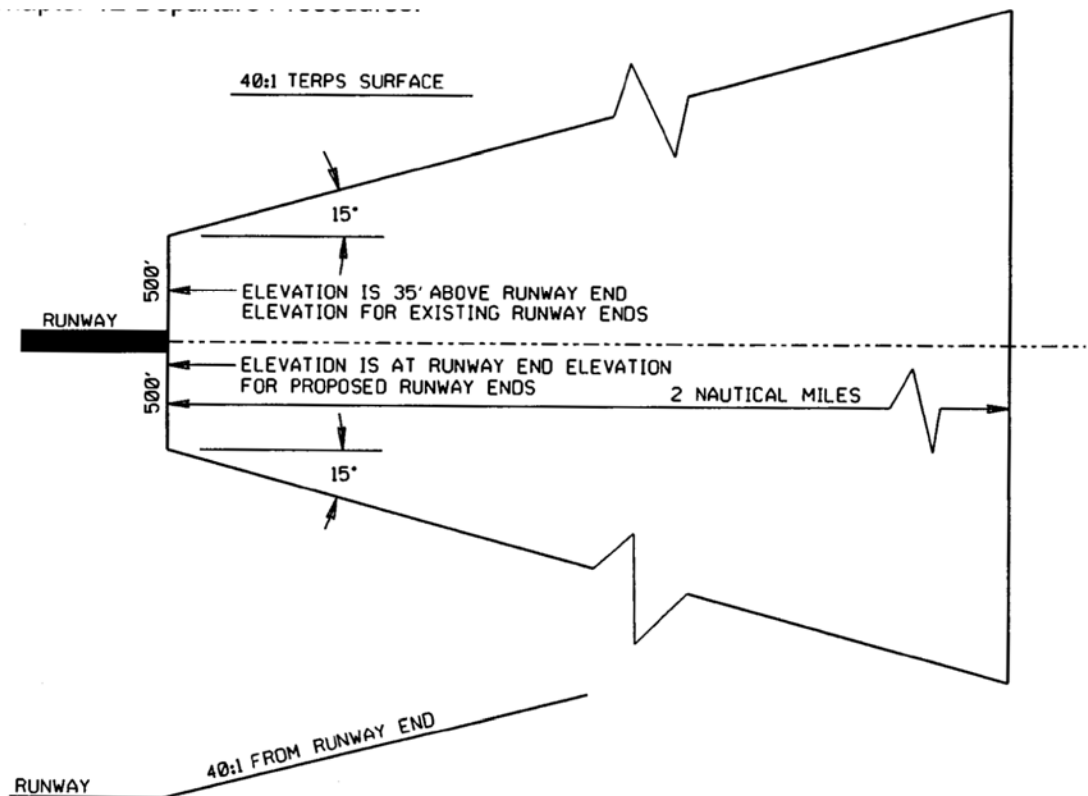 Departure Procedures.
40:1 TERPS SURFACE
15°
500'
ELEVATION IS 35' ABOVE RUNWAY END
ELEVATION FOR EXISTING RUNWAY ENDS
RUNWAY
ELEVATION IS AT RUNWAY END ELEVATION
FOR PROPOSED RUNWAY ENDS
500'
2 NAUTICAL MILES
15°
40:1 FROM RUNWAY END
RUNWAY